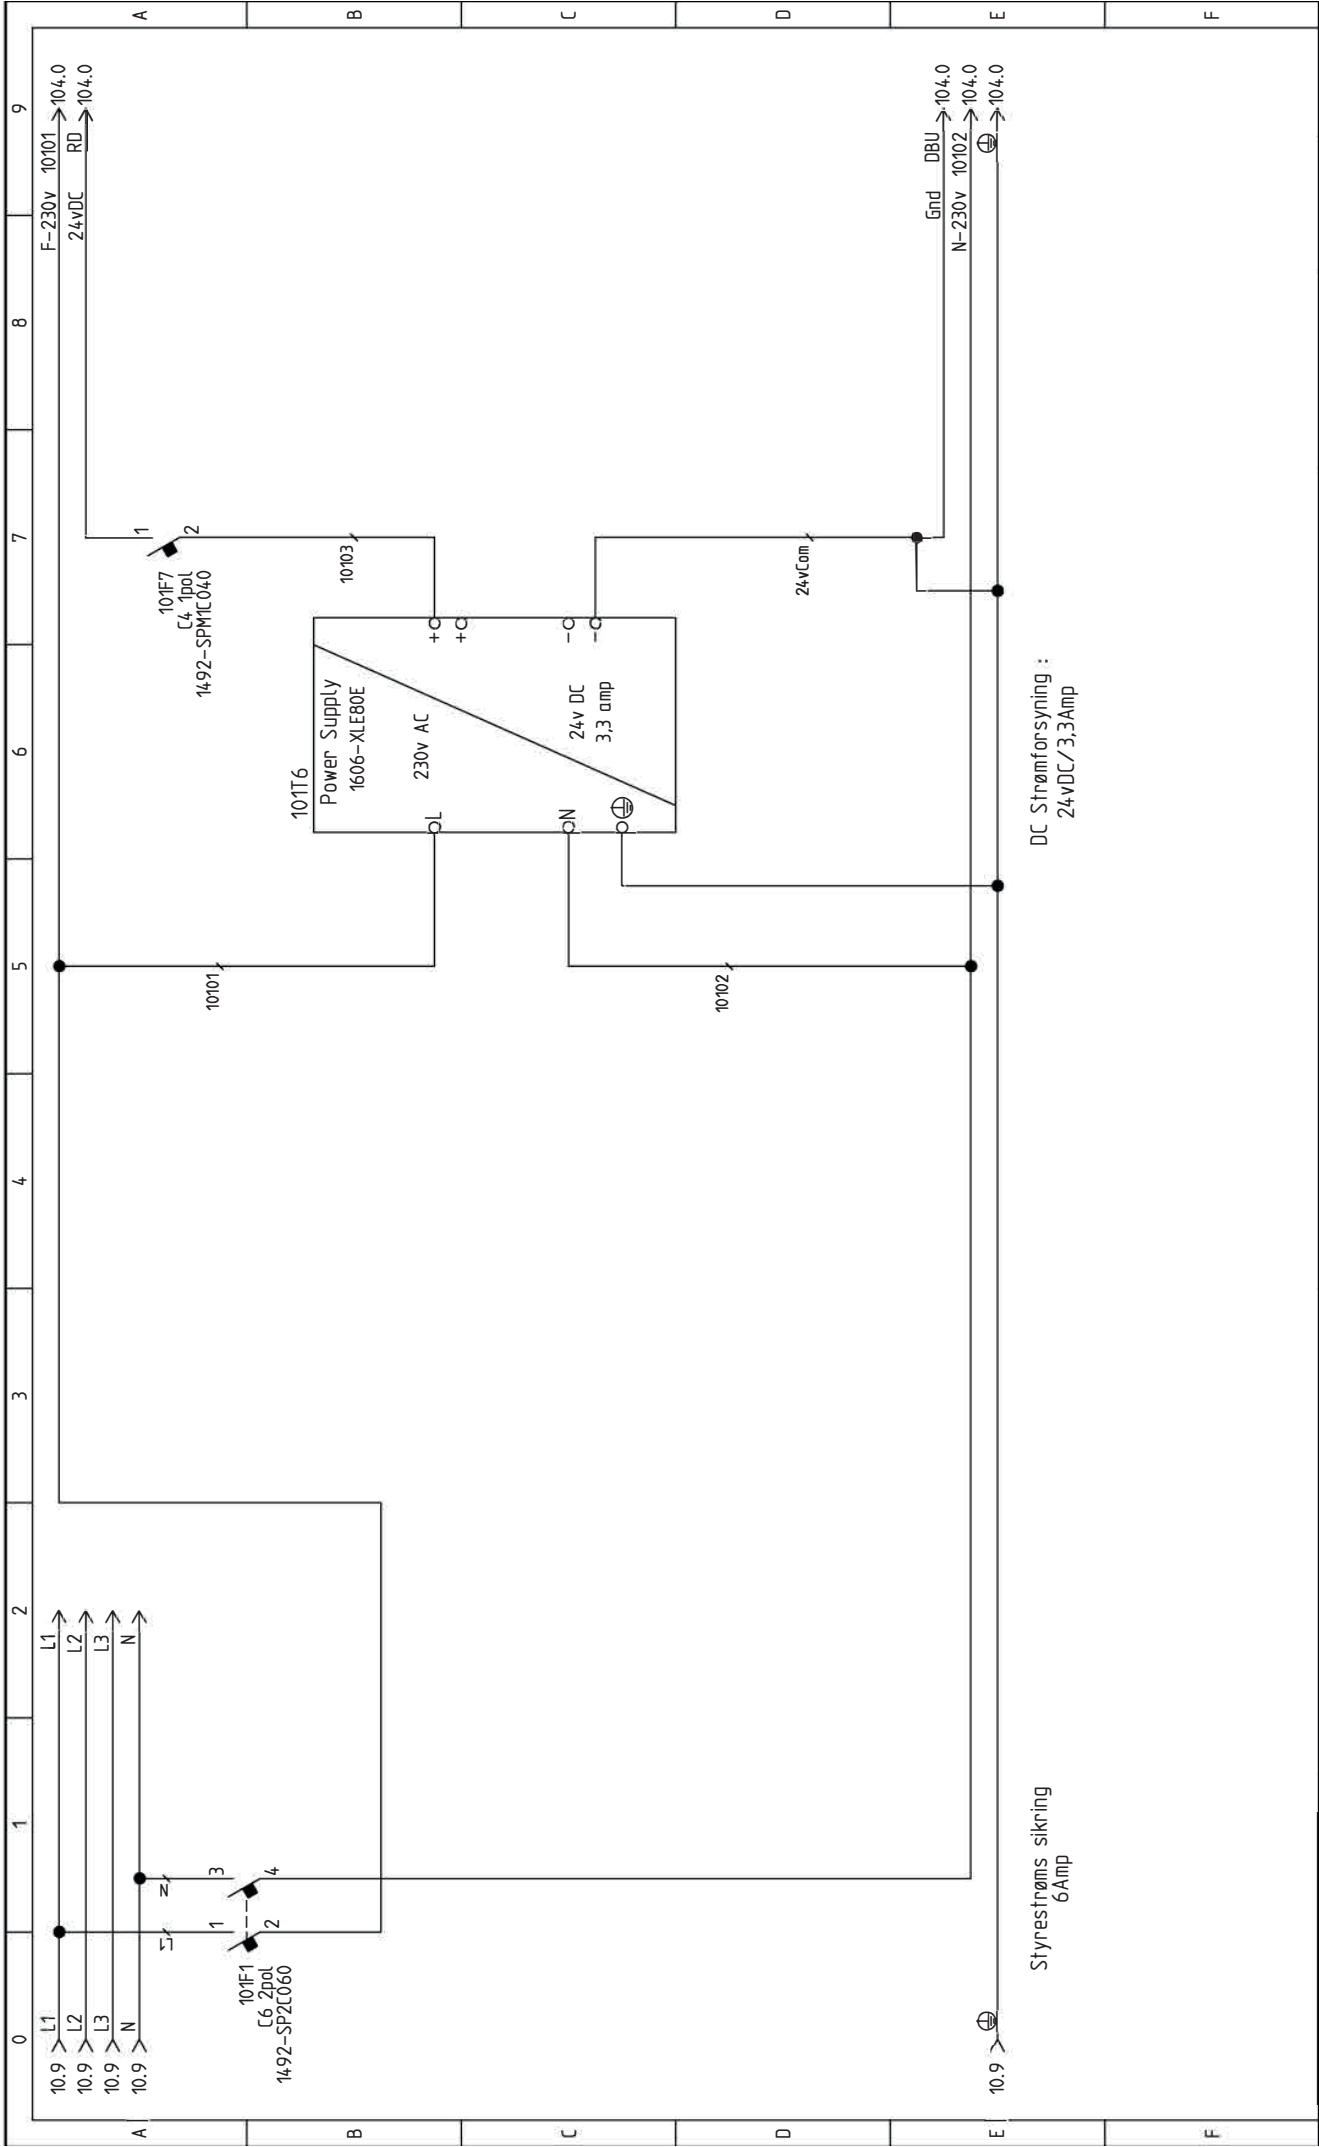 0 1 2 3 4 5 6 7 8 9
A
B
C
D
E
F
A
B
C
D
E
F
10.9 L1
10.9 L2
10.9 L3
10.9 N
L1
L2
L3
N
L1
N
1
3
2
4
101F1
C6 2pol
1492-SP2C060
F-230v 10101 104.0
24vDC RD 104.0
101F7
C4 1pol
1492-SPM1C040
1
2
10101
10103
101T6
Power Supply
1606-XLE80E
230v AC
L
N
+
+
-
-
24v DC
3,3 amp
10102
24vCom
Gnd DBU 104.0
N-230v 10102 104.0
104.0
10.9
Styrestrøms sikring
6Amp
DC Strømforsyning :
24vDC/3,3Amp